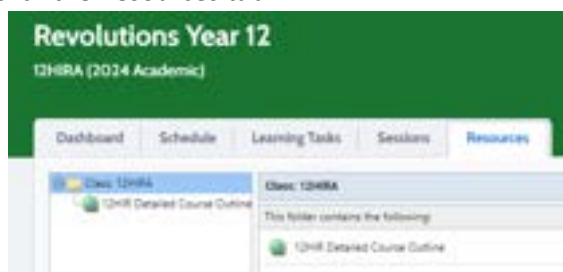 Revolutions Year 12
12HIRA (2024 Academic)
Dashboard Schedule Learning Tasks Sessions Resources
Class: 12HIRA
12HIR Detailed Course Outline
Class: 12HIRA
This folder contains the following:
12HIR Detailed Course Outline